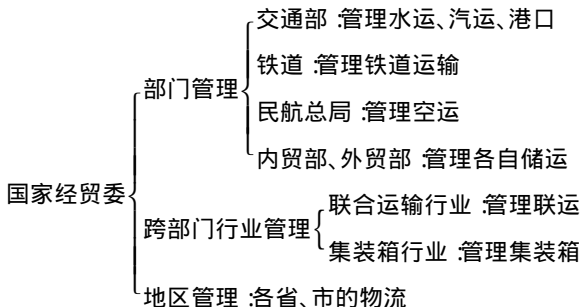 交通部:管理水运、汽运、港口
铁道:管理铁道运输
部门管理
民航总局:管理空运
内贸部、外贸部:管理各自储运
国家经贸委
联合运输行业:管理联运
跨部门行业管理
集装箱行业:管理集装箱
地区管理:各省、市的物流